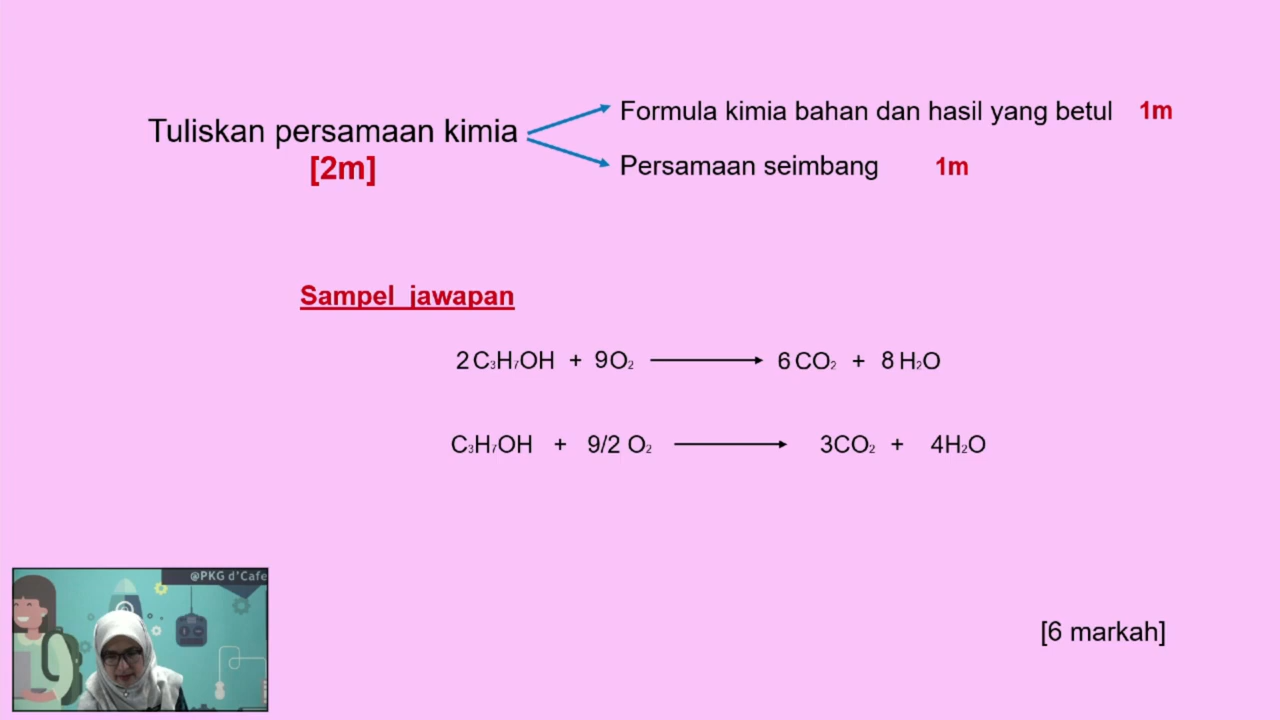 Tuliskan persamaan kimia
[2m]
Formula kimia bahan dan hasil yang betul 1m
Persamaan seimbang 1m
Sampel jawapan
2C₃H₇OH + 9O₂ ⟶ 6CO₂ + 8H₂O
C₃H₇OH + 9/2 O₂ ⟶ 3CO₂ + 4H₂O
@PKG d'Cafe
[6 markah]